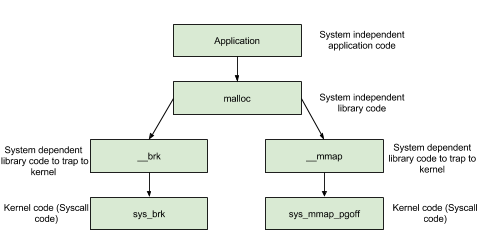 Application
System independent
application code
malloc
System independent
library code
System dependent
library code to trap to
kernel
__brk
__mmap
System dependent
library code to trap to
kernel
Kernel code (Syscall
code)
sys_brk
sys_mmap_pgoff
Kernel code (Syscall
code)